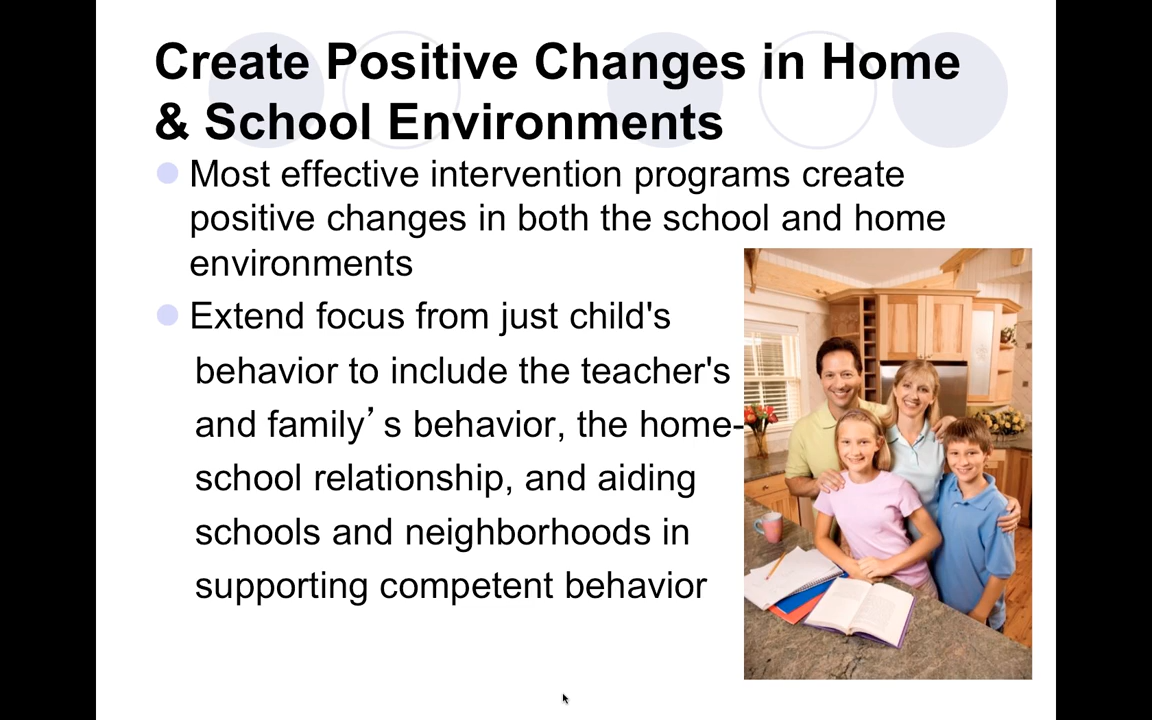 Create Positive Changes in Home
& School Environments
Most effective intervention programs create
positive changes in both the school and home
environments
Extend focus from just child's
behavior to include the teacher's
and family’s behavior, the home-
school relationship, and aiding
schools and neighborhoods in
supporting competent behavior